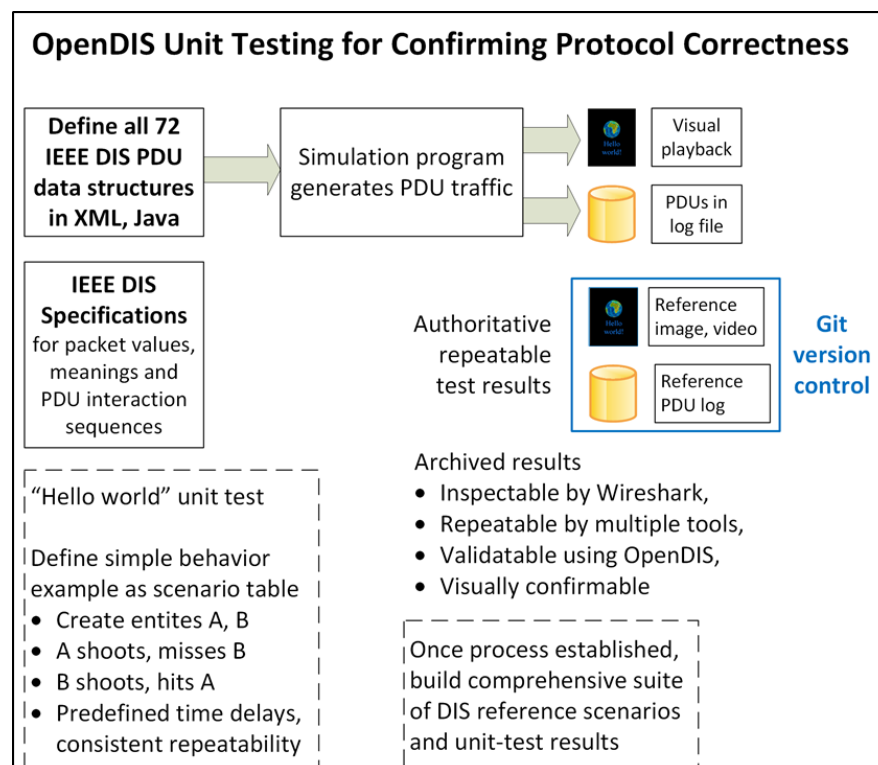 OpenDIS Unit Testing for Confirming Protocol Correctness
Define all 72
IEEE DIS PDU
data structures
in XML, Java
Simulation program
generates PDU traffic
Hello
world!
Visual
playback
PDUs in
log file
IEEE DIS
Specifications
for packet values,
meanings and
PDU interaction
sequences
Authoritative
repeatable
test results
Hello
world!
Reference
image, video
Reference
PDU log
Git
version
control
"Hello world" unit test
Define simple behavior
example as scenario table
• Create entites A, B
• A shoots, misses B
• B shoots, hits A
• Predefined time delays,
consistent repeatability
Archived results
• Inspectable by Wireshark,
• Repeatable by multiple tools,
• Validatable using OpenDIS,
• Visually confirmable
Once process established,
build comprehensive suite
of DIS reference scenarios
and unit-test results